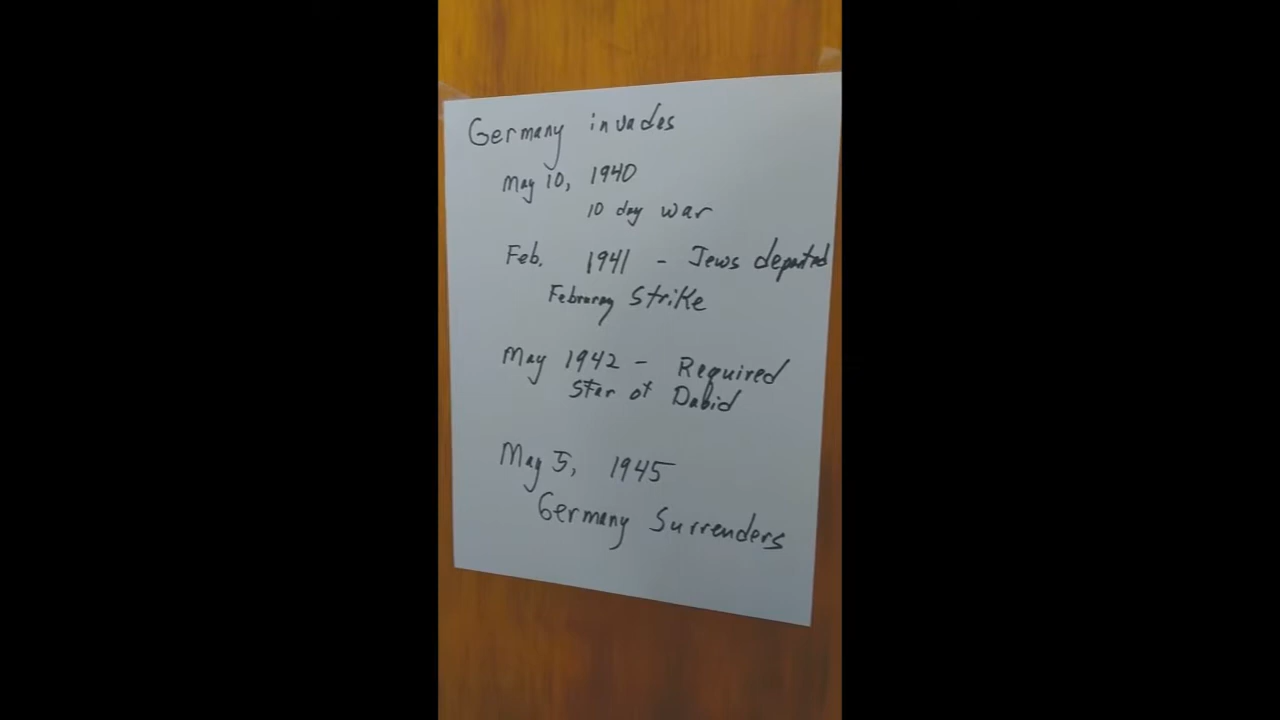 Germany invades
May 10, 1940
10 day war
Feb. 1941 - Jews deported
Februray Strike
May 1942 - Required
Star of Dabid
May 5, 1945
Germany Surrenders